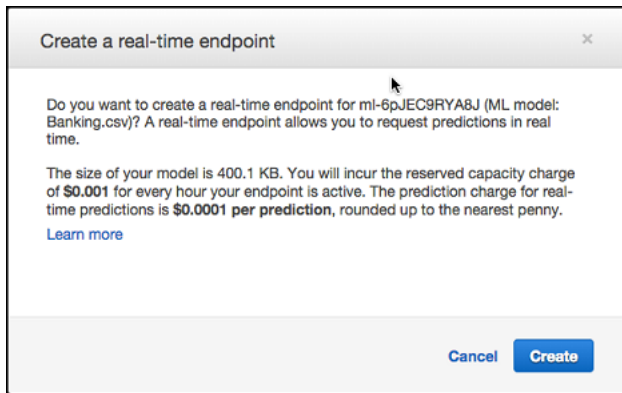 Create a real-time endpoint
×
Do you want to create a real-time endpoint for ml-6pJEC9RYA8J (ML model:
Banking.csv)? A real-time endpoint allows you to request predictions in real
time.
The size of your model is 400.1 KB. You will incur the reserved capacity charge
of $0.001 for every hour your endpoint is active. The prediction charge for real-
time predictions is $0.0001 per prediction, rounded up to the nearest penny.
Learn more
Cancel
Create